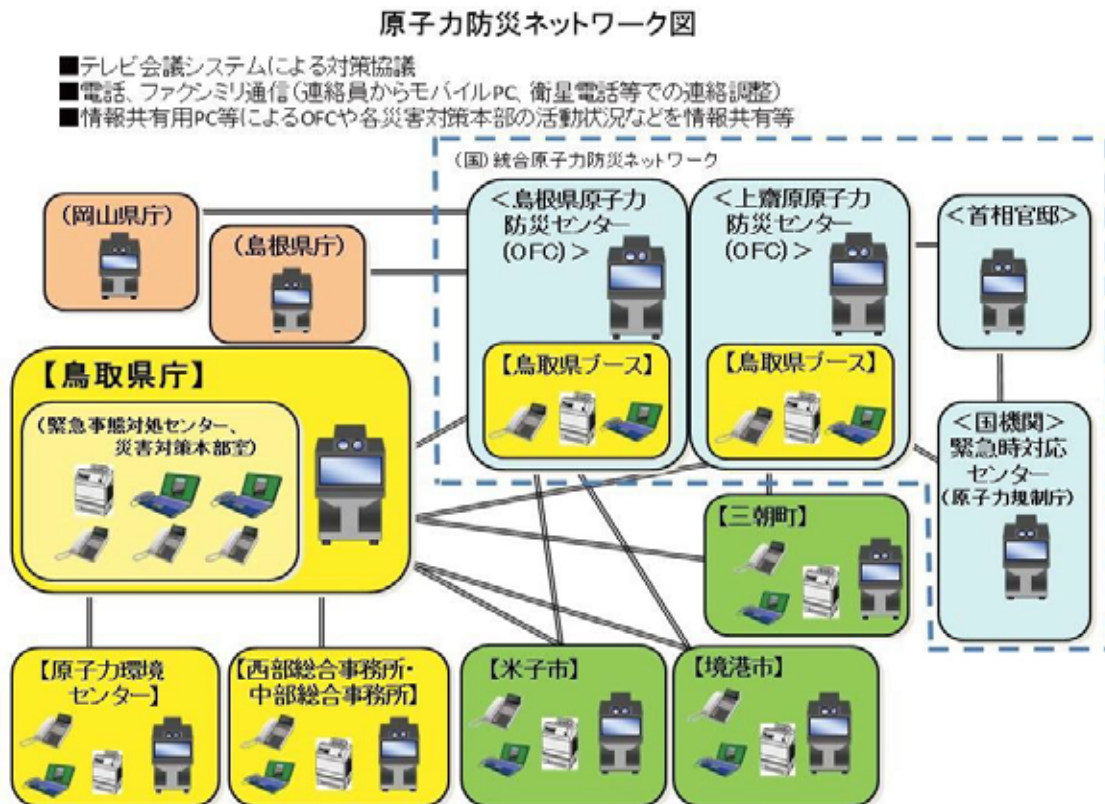 原子力防災ネットワーク図
■テレビ会議システムによる対策協議
■電話、ファクシミリ通信（連絡員からモバイルPC、衛星電話等での連絡調整）
■情報共有用PC等によるOFCや各災害対策本部の活動状況などを情報共有等
（国）統合原子力防災ネットワーク
（岡山県庁）
（島根県庁）
＜島根県原子力
防災センター
（OFC）＞
＜上齋原原子力
防災センター
（OFC）＞
＜首相官邸＞
【鳥取県庁】
（緊急事態対処センター、
災害対策本部室）
【鳥取県ブース】
【鳥取県ブース】
＜国機関＞
緊急時対応
センター
（原子力規制庁）
【三朝町】
【原子力環境
センター】
【西部総合事務所・
中部総合事務所】
【米子市】
【境港市】